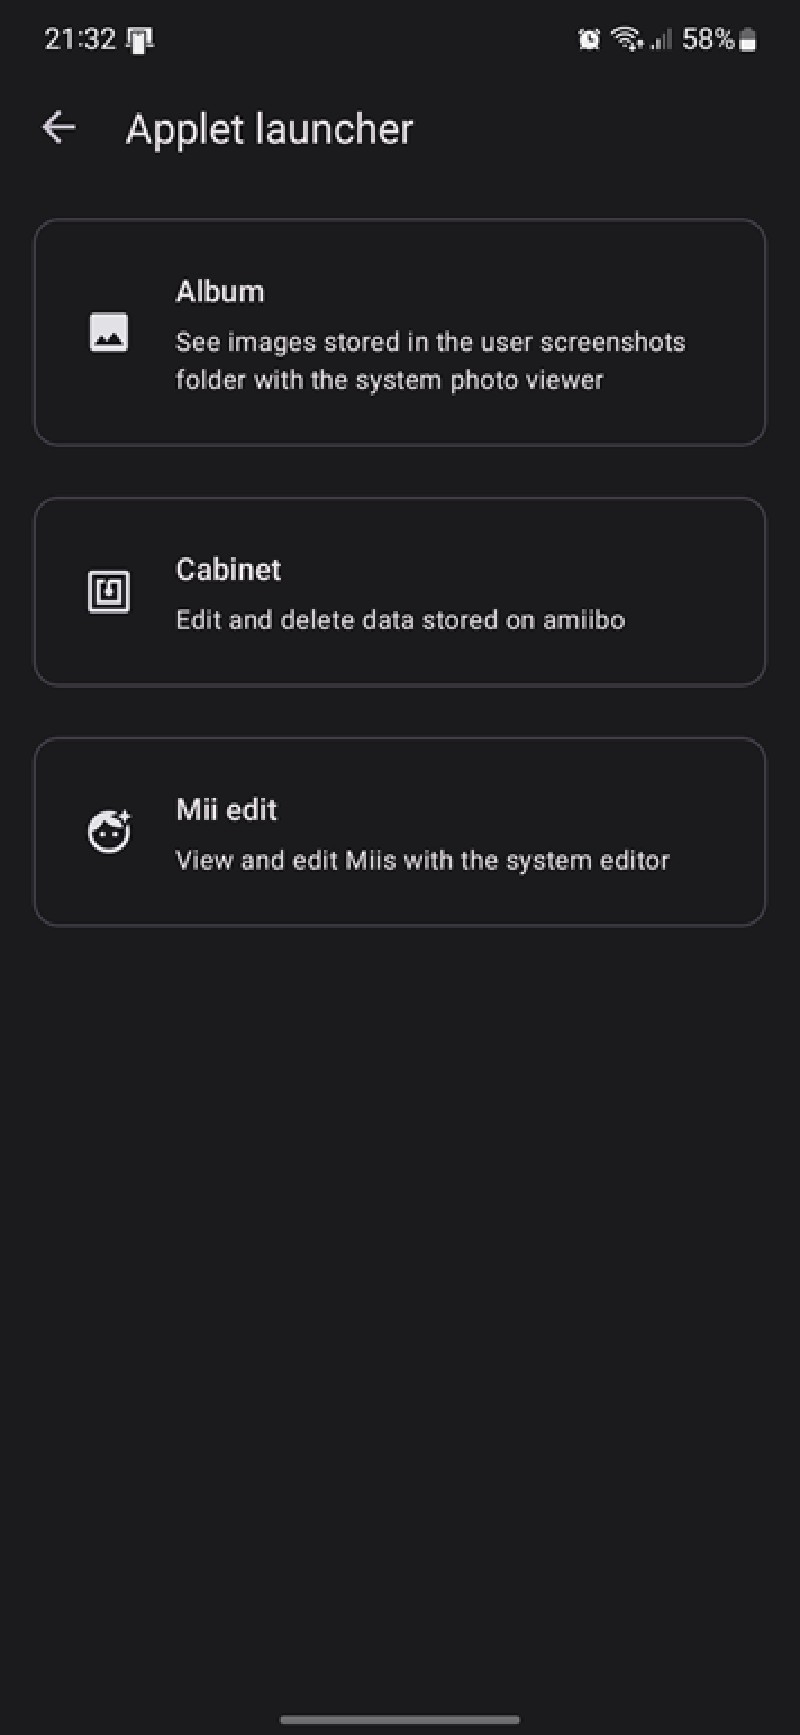 21:32
58%
Applet launcher
Album
See images stored in the user screenshots
folder with the system photo viewer
Cabinet
Edit and delete data stored on amiibo
Mii edit
View and edit Miis with the system editor